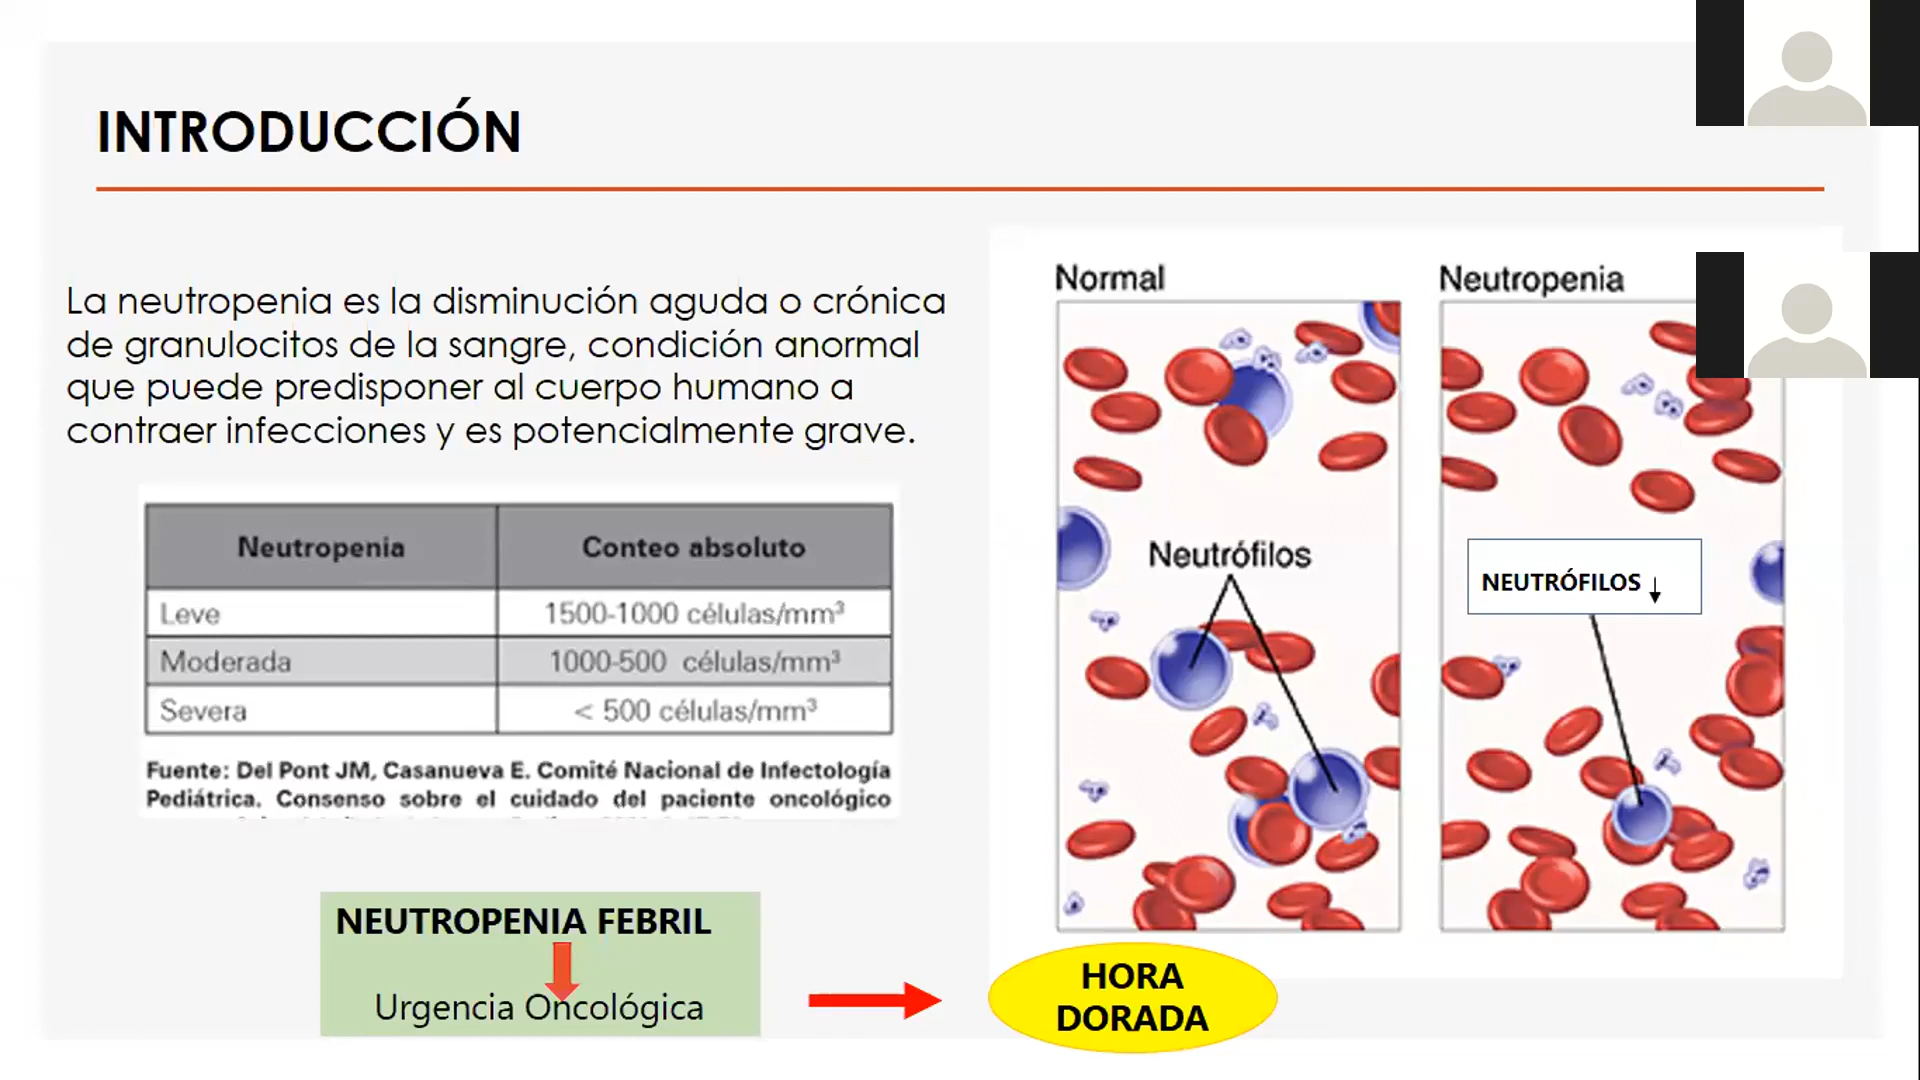 INTRODUCCIÓN
La neutropenia es la disminución aguda o crónica
de granulocitos de la sangre, condición anormal
que puede predisponer al cuerpo humano a
contraer infecciones y es potencialmente grave.
Neutropenia Conteo absoluto
Leve 1500-1000 células/mm³
Moderada 1000-500 células/mm³
Severa < 500 células/mm³
Fuente: Del Pont JM, Casanueva E. Comité Nacional de Infectología
Pediátrica. Consenso sobre el cuidado del paciente oncológico
NEUTROPENIA FEBRIL
Urgencia Oncológica
HORA
DORADA
Normal
Neutrófilos
Neutropenia
NEUTRÓFILOS ↓